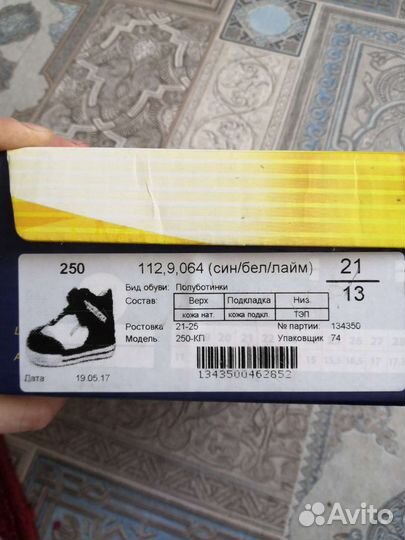 250 112,9,064 (син/бел/лайм) 21
13
Вид обуви: Полуботинки
Состав: Верх Подкладка Низ
кожа нат. кожа подкл. ТЭП
Ростовка 21-25 № партии: 134350
Модель: 250-КП Упаковщик 74
1343500462852
Дата 19.05.17
Avito